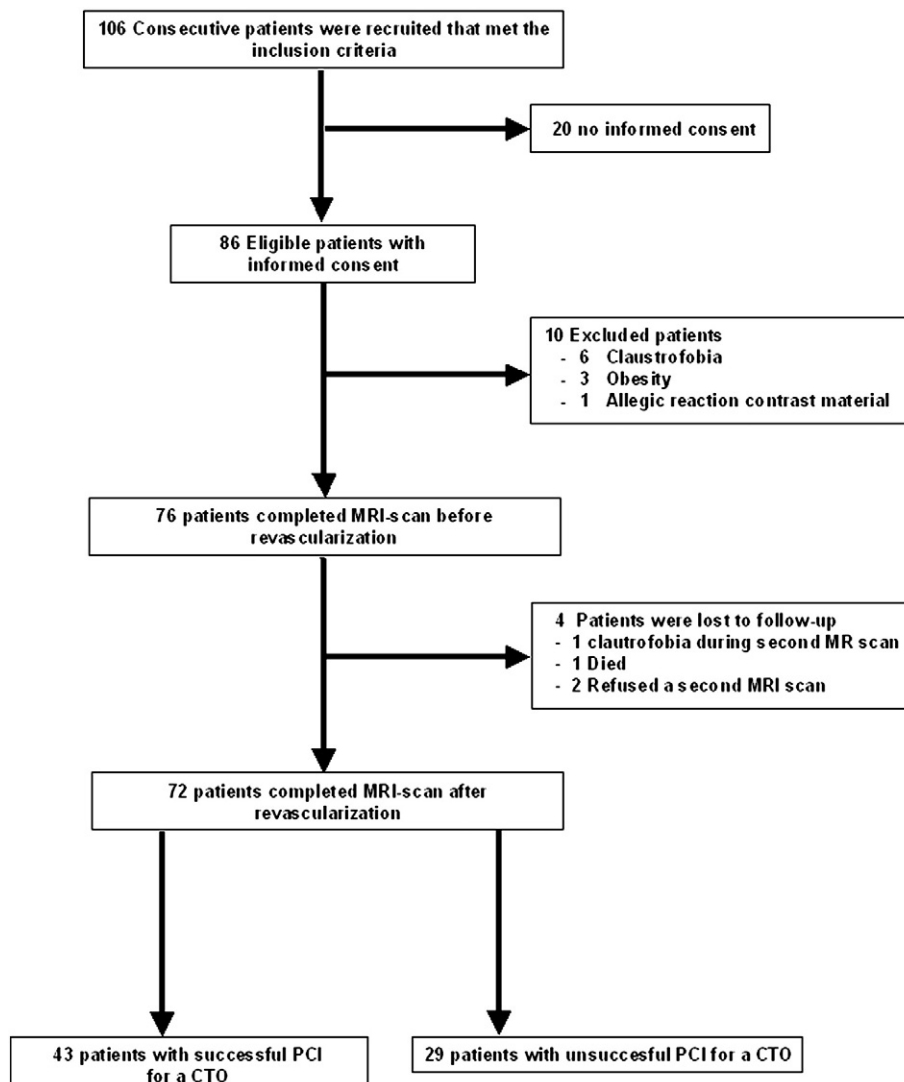 106 Consecutive patients were recruited that met the
inclusion criteria
20 no informed consent
86 Eligible patients with
informed consent
10 Excluded patients
- 6 Claustrofobia
- 3 Obesity
- 1 Allegic reaction contrast material
76 patients completed MRI-scan before
revascularization
4 Patients were lost to follow-up
- 1 clautrofobia during second MR scan
- 1 Died
- 2 Refused a second MRI scan
72 patients completed MRI-scan after
revascularization
43 patients with successful PCI
for a CTO
29 patients with unsuccesful PCI for a CTO